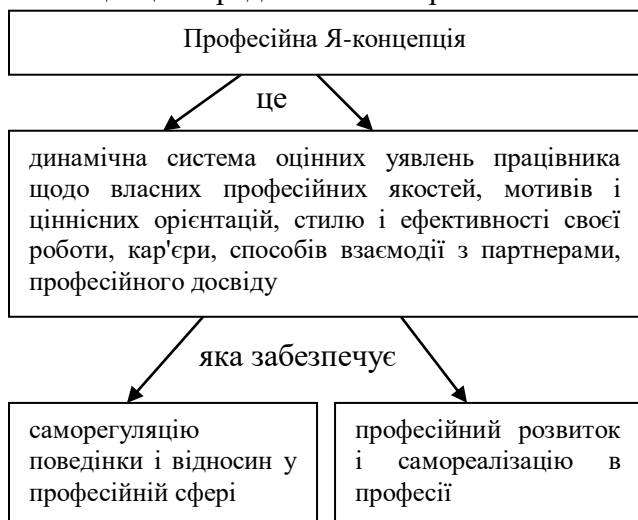 Професійна Я-концепція
це
динамічна система оцінних уявлень працівника
щодо власних професійних якостей, мотивів і
ціннісних орієнтацій, стилю і ефективності своєї
роботи, кар'єри, способів взаємодії з партнерами,
професійного досвіду
яка забезпечує
саморегуляцію
поведінки і відносин у
професійній сфері
професійний розвиток
і самореалізацію в
професії